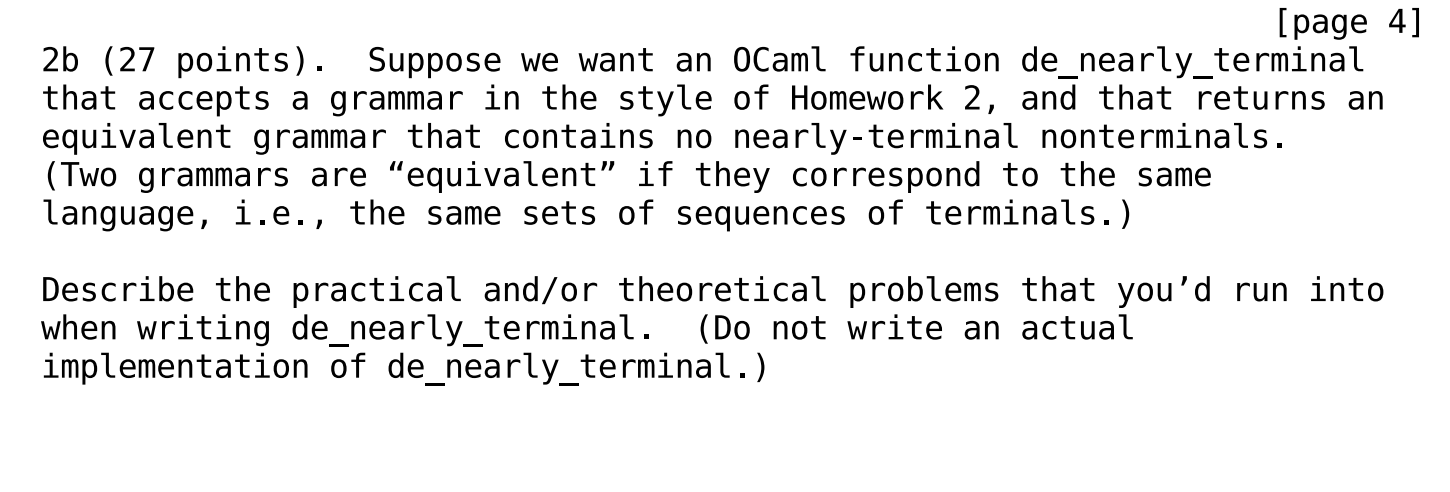 [page 4]
2b (27 points).  Suppose we want an OCaml function de_nearly_terminal
that accepts a grammar in the style of Homework 2, and that returns an
equivalent grammar that contains no nearly-terminal nonterminals.
(Two grammars are “equivalent” if they correspond to the same
language, i.e., the same sets of sequences of terminals.)
Describe the practical and/or theoretical problems that you’d run into
when writing de_nearly_terminal.  (Do not write an actual
implementation of de_nearly_terminal.)